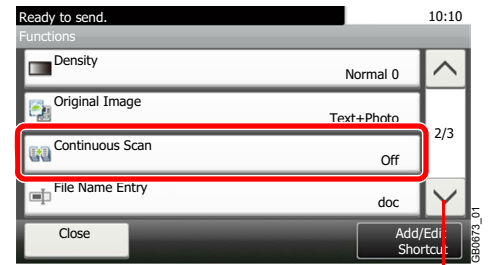 Ready to send. 10:10
Functions
Density
Normal 0
Original Image
Text+Photo
2/3
Continuous Scan
Off
File Name Entry
doc
Close
Add/Edit
Shortcut
GB0673_01